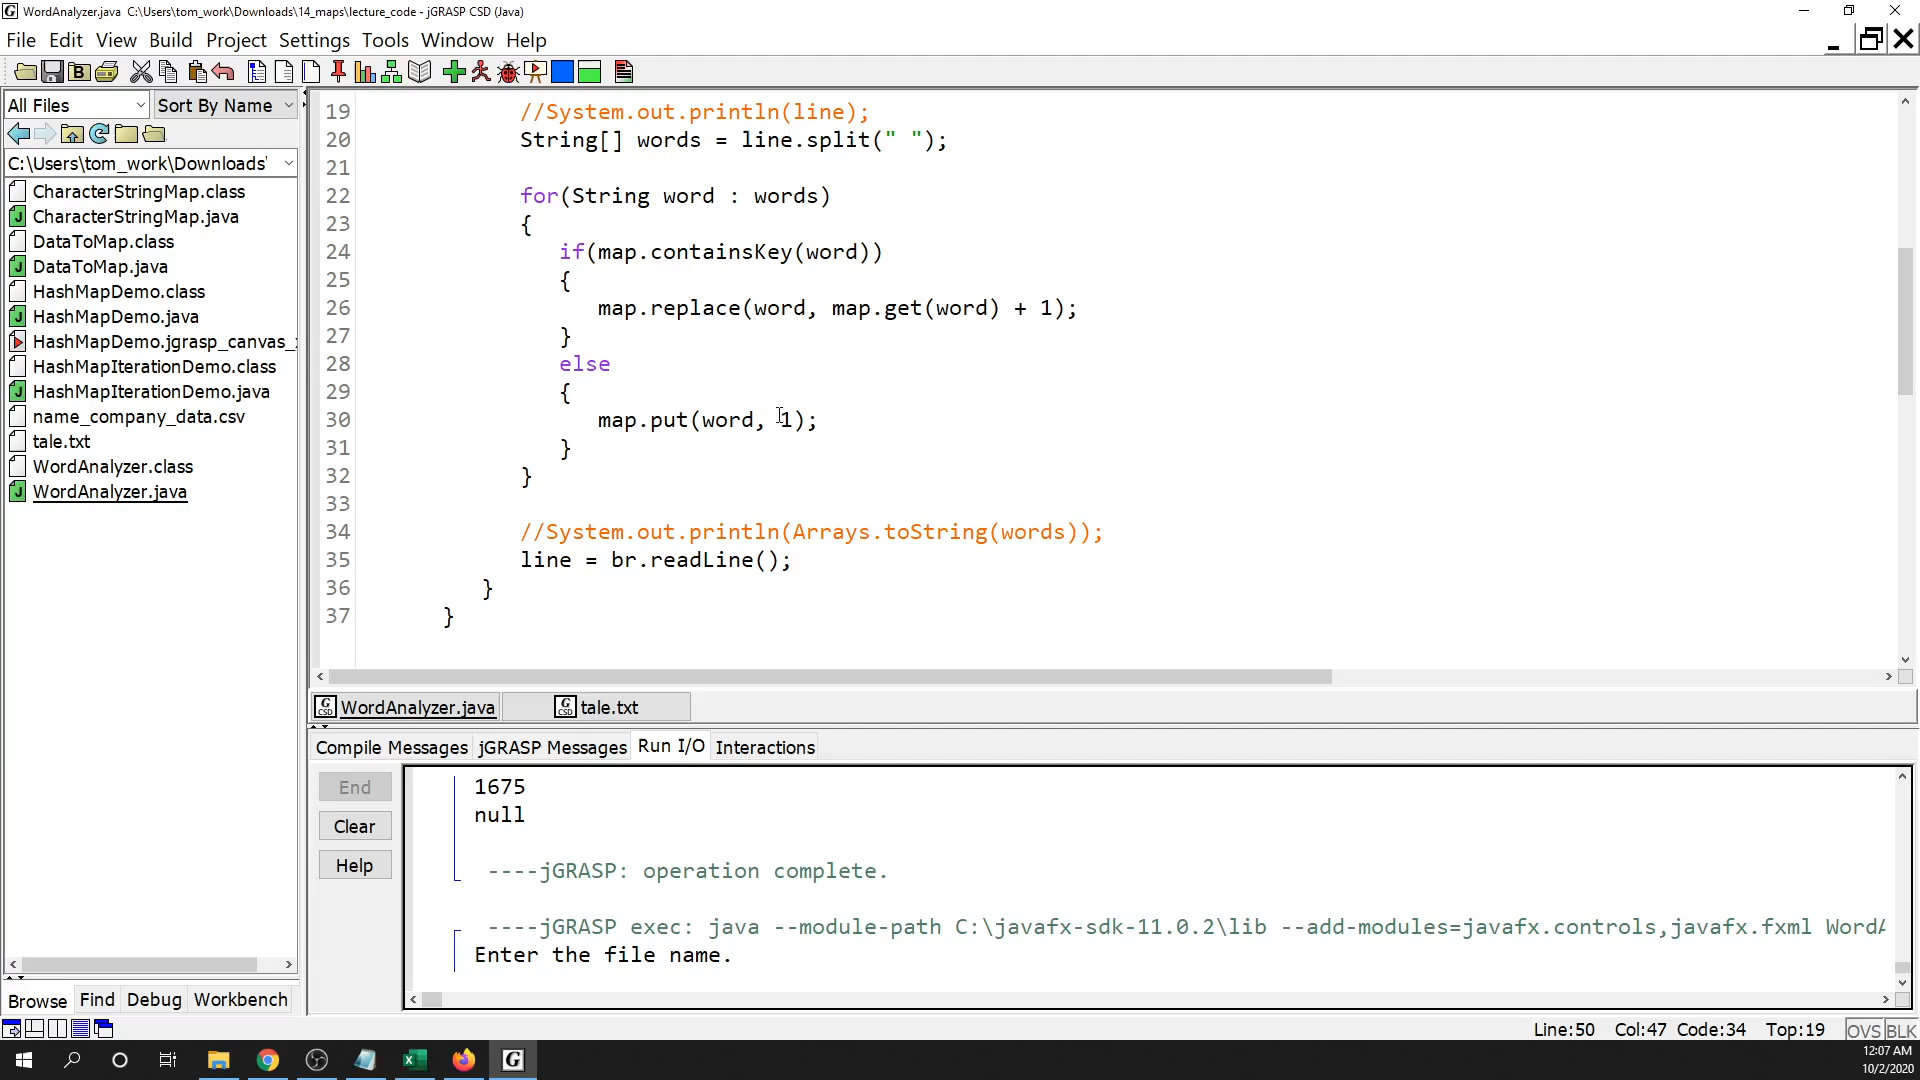 WordAnalyzer.java C:\Users\tom_work\Downloads\14_maps\lecture_code - jGRASP CSD (Java)
File Edit View Build Project Settings Tools Window Help
All Files Sort By Name
C:\Users\tom_work\Downloads'
CharacterStringMap.class
CharacterStringMap.java
DataToMap.class
DataToMap.java
HashMapDemo.class
HashMapDemo.java
HashMapDemo.jgrasp_canvas_
HashMapIterationDemo.class
HashMapIterationDemo.java
name_company_data.csv
tale.txt
WordAnalyzer.class
WordAnalyzer.java
Browse Find Debug Workbench
19 //System.out.println(line);
20 String[] words = line.split(" ");
21
22 for(String word : words)
23 {
24 if(map.containsKey(word))
25 {
26 map.replace(word, map.get(word) + 1);
27 }
28 else
29 {
30 map.put(word, 1);
31 }
32 }
33
34 //System.out.println(Arrays.toString(words));
35 line = br.readLine();
36 }
37 }
WordAnalyzer.java tale.txt
Compile Messages jGRASP Messages Run I/O Interactions
End
Clear
Help
1675
null
----jGRASP: operation complete.
----jGRASP exec: java --module-path C:\javafx-sdk-11.0.2\lib --add-modules=javafx.controls,javafx.fxml WordA
Enter the file name.
Line:50 Col:47 Code:34 Top:19 OVS BLK
12:07 AM
10/2/2020